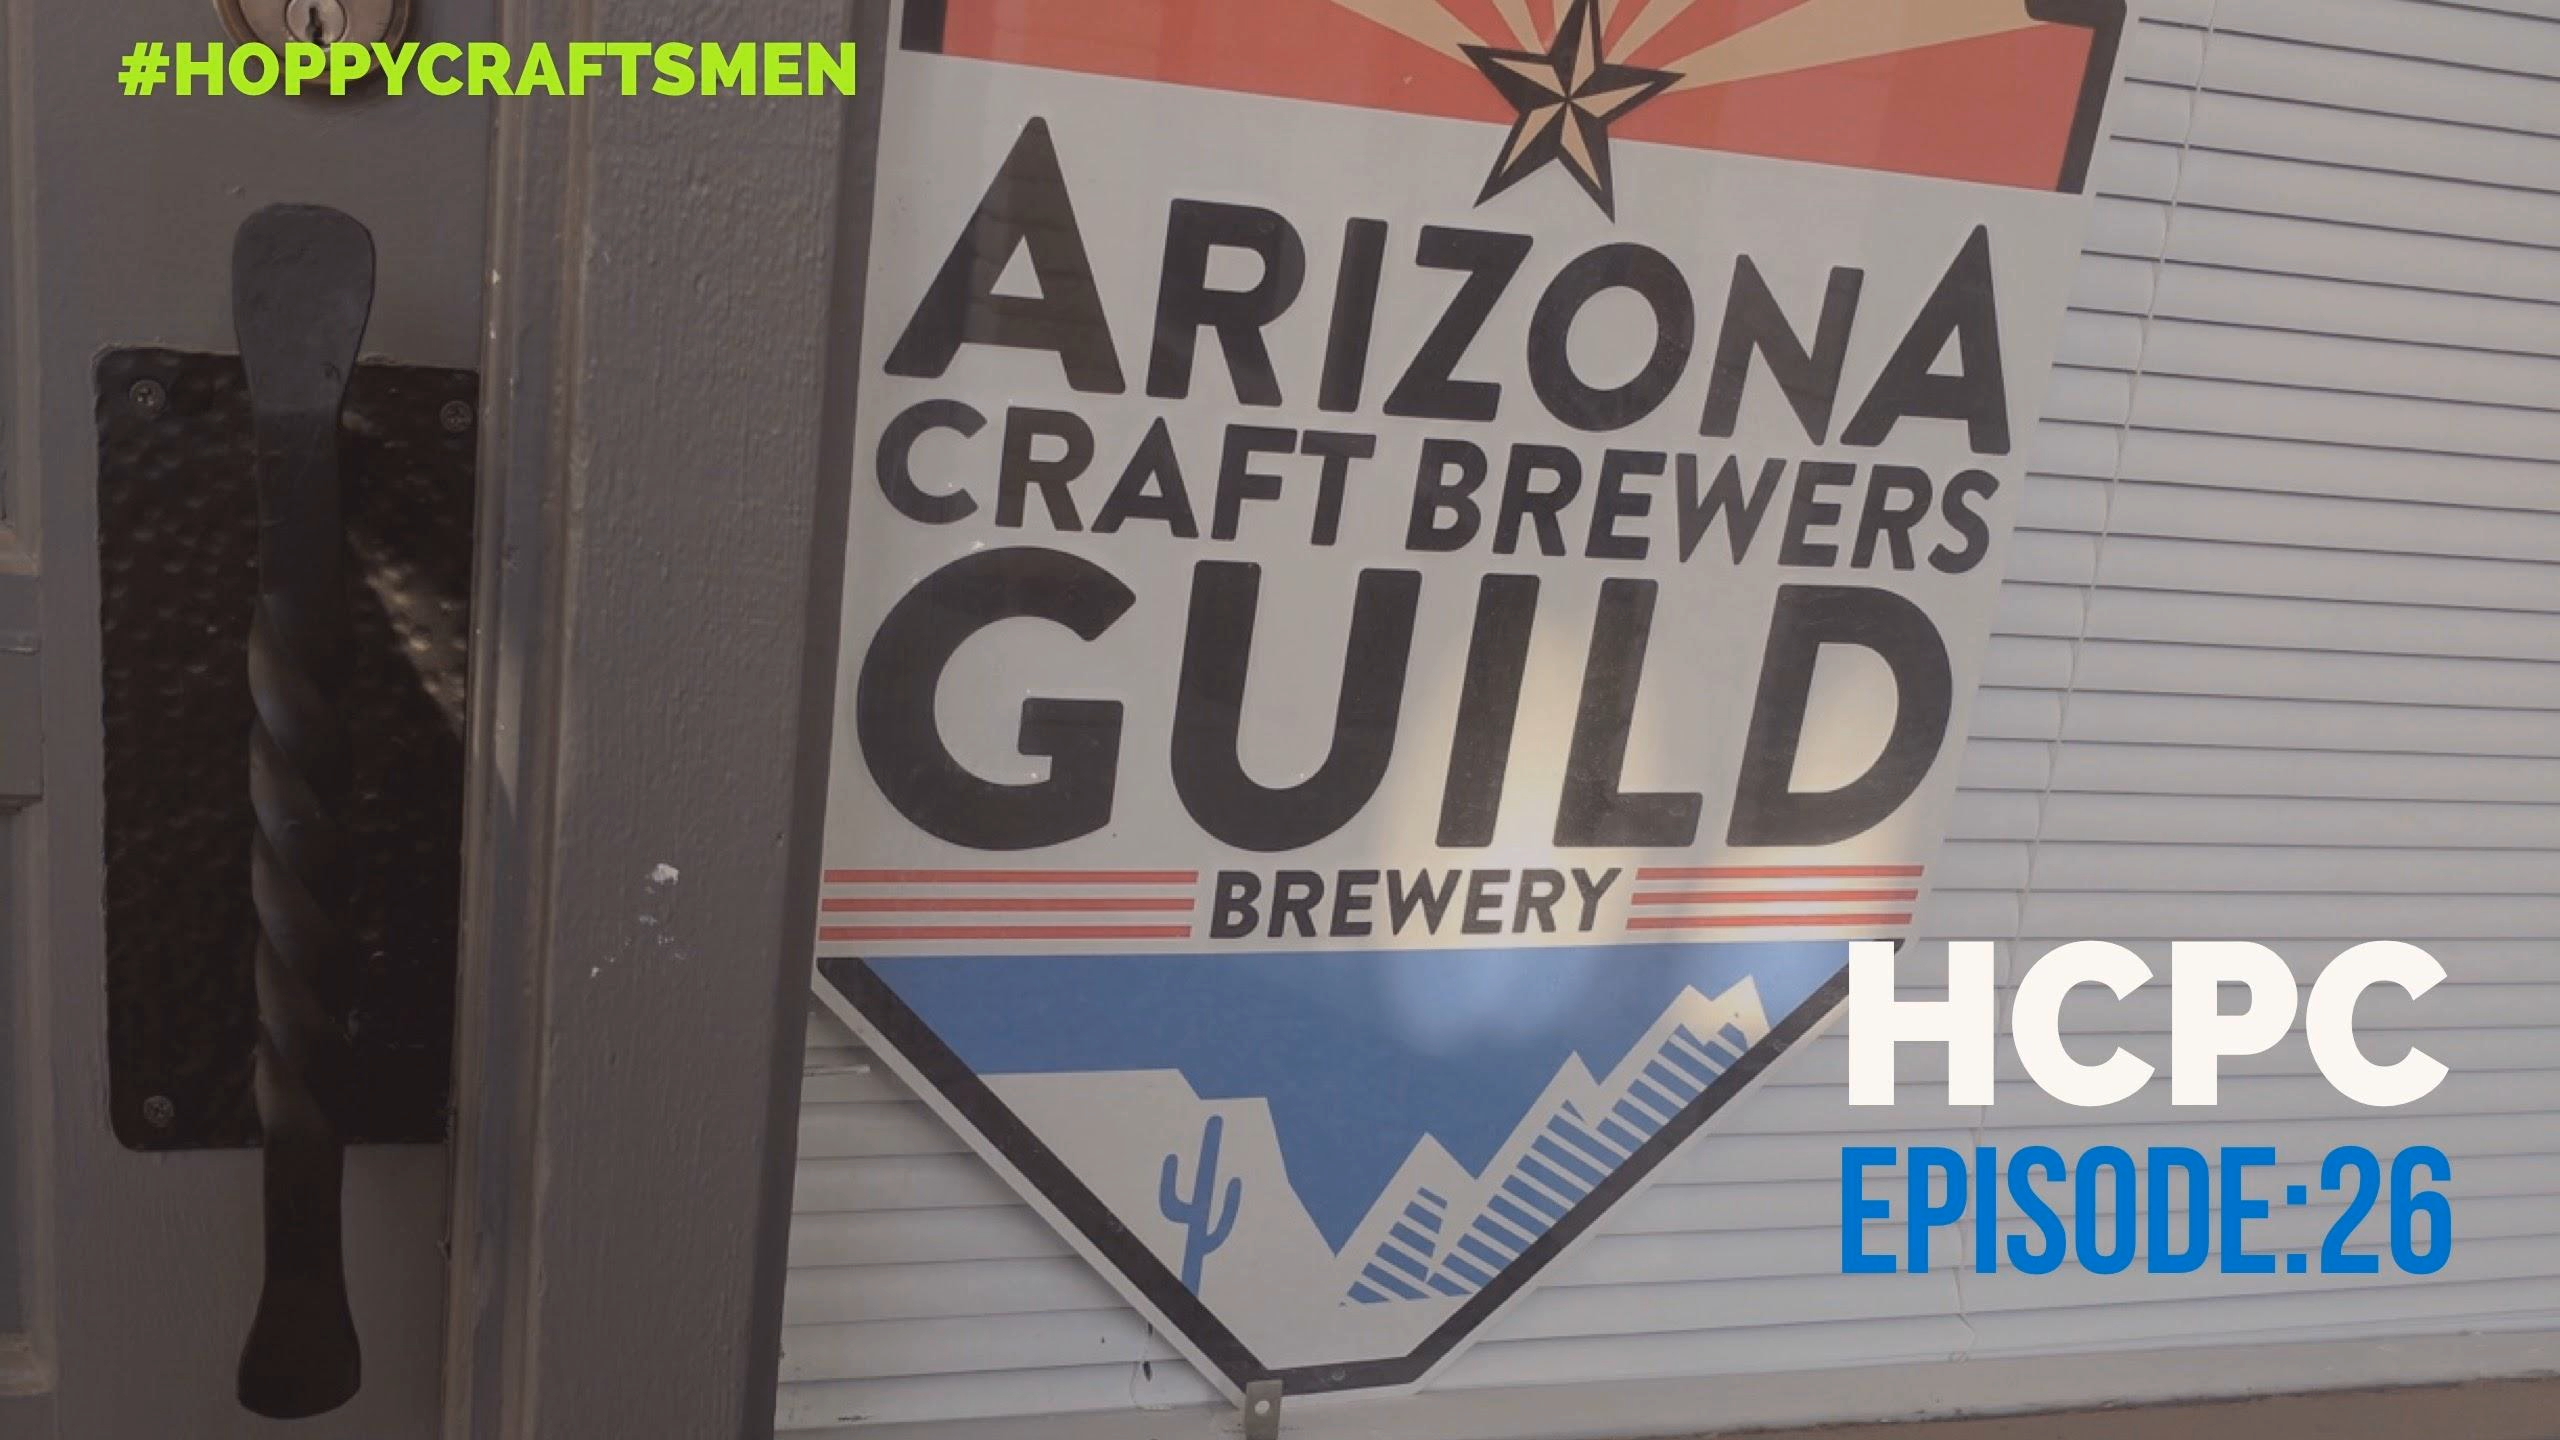 #HOPPYCRAFTSMEN
ARIZONA
CRAFT BREWERS
GUILD
BREWERY
HCPC
EPISODE:26